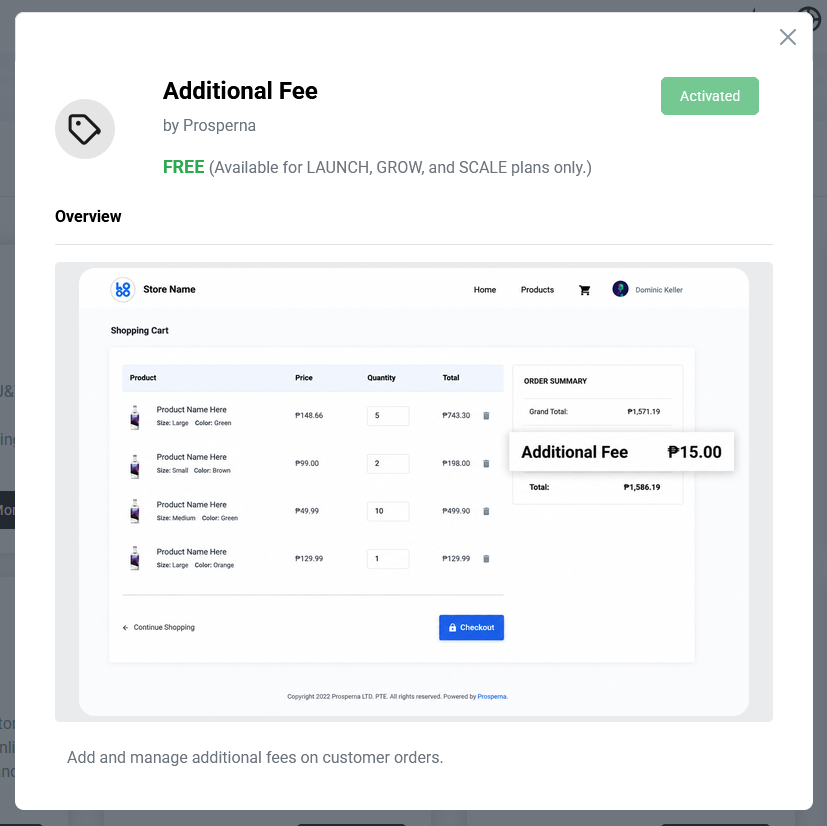 Additional Fee
Activated
by Prosperna
FREE (Available for LAUNCH, GROW, and SCALE plans only.)
Overview
Store Name
Home Products Dominic Keller
Shopping Cart
Product Price Quantity Total
Product Name Here
Size: Large Color: Green
₱148.66 5 ₱743.30
Product Name Here
Size: Small Color: Brown
₱99.00 2 ₱198.00
Product Name Here
Size: Medium Color: Green
₱49.99 10 ₱499.90
Product Name Here
Size: Large Color: Orange
₱129.99 1 ₱129.99
Continue Shopping
Checkout
ORDER SUMMARY
Grand Total: ₱1,571.19
Additional Fee ₱15.00
Total: ₱1,586.19
Copyright 2022 Prosperna LTD. PTE. All rights reserved. Powered by Prosperna.
Add and manage additional fees on customer orders.